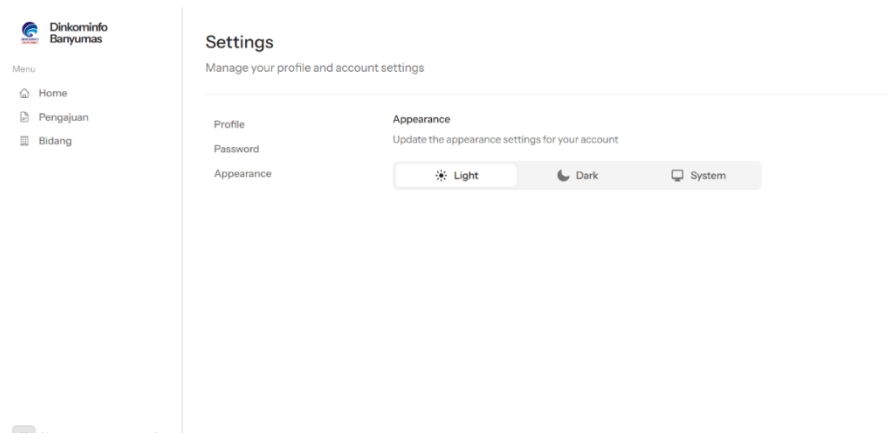 Dinkominfo
Banyumas
Menu
Home
Pengajuan
Bidang
Settings
Manage your profile and account settings
Profile
Password
Appearance
Appearance
Update the appearance settings for your account
Light
Dark
System